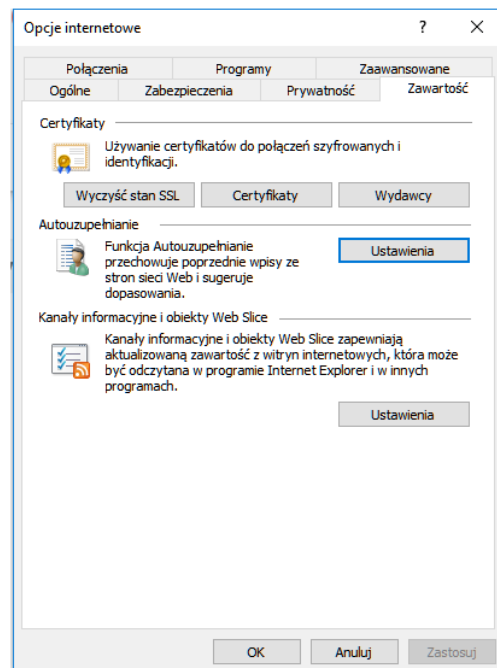 Opcje internetowe
?
Połączenia
Programy
Zaawansowane
Ogólne
Zabezpieczenia
Prywatność
Zawartość
Certyfikaty
Używanie certyfikatów do połączeń szyfrowanych i
identyfikacji.
Wyczyść stan SSL
Certyfikaty
Wydawcy
Autouzupełnianie
Funkcja Autouzupełnianie
przechowuje poprzednie wpisy ze
stron sieci Web i sugeruje
dopasowania.
Ustawienia
Kanały informacyjne i obiekty Web Slice
Kanały informacyjne i obiekty Web Slice zapewniają
aktualizowaną zawartość z witryn internetowych, która może
być odczytana w programie Internet Explorer i w innych
programach.
Ustawienia
OK
Anuluj
Zastosuj